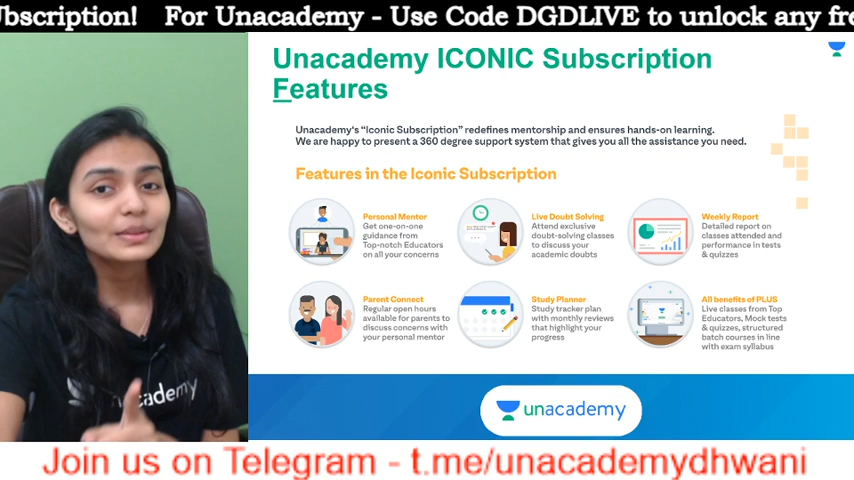 Ubscription!    For Unacademy - Use Code DGDLIVE to unlock any fre
Unacademy ICONIC Subscription
Features
Unacademy's "Iconic Subscription" redefines mentorship and ensures hands-on learning.
We are happy to present a 360 degree support system that gives you all the assistance you need.
Features in the Iconic Subscription
Personal Mentor
Get one-on-one
guidance from
Top-notch Educators
on all your concerns
Live Doubt Solving
Attend exclusive
doubt-solving classes
to discuss your
academic doubts
Weekly Report
Detailed report on
classes attended and
performance in tests
& quizzes
Parent Connect
Regular open hours
available for parents to
discuss concerns with
your personal mentor
Study Planner
Study tracker plan
with monthly reviews
that highlight your
progress
All benefits of PLUS
Live classes from Top
Educators, Mock tests
& quizzes, structured
batch courses in line
with exam syllabus
unacademy
unacademy
Join us on Telegram - t.me/unacademydhwani